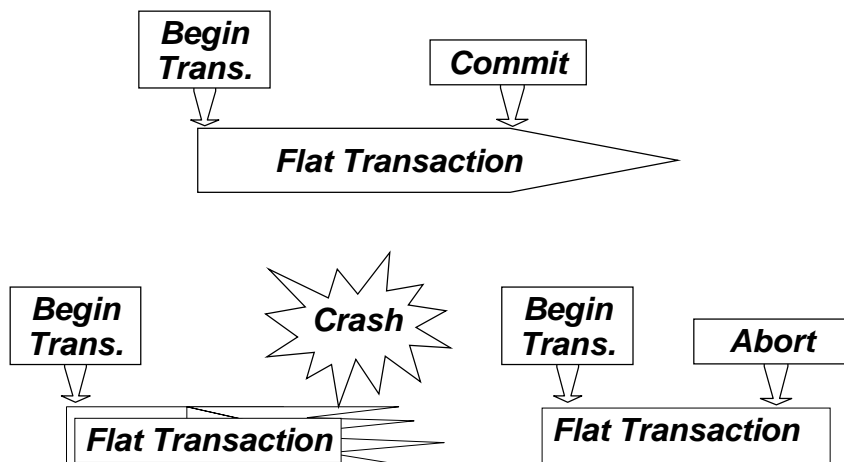 Begin
Trans.
Commit
Flat Transaction
Begin
Trans.
Crash
Begin
Trans.
Abort
Flat Transaction
Flat Transaction